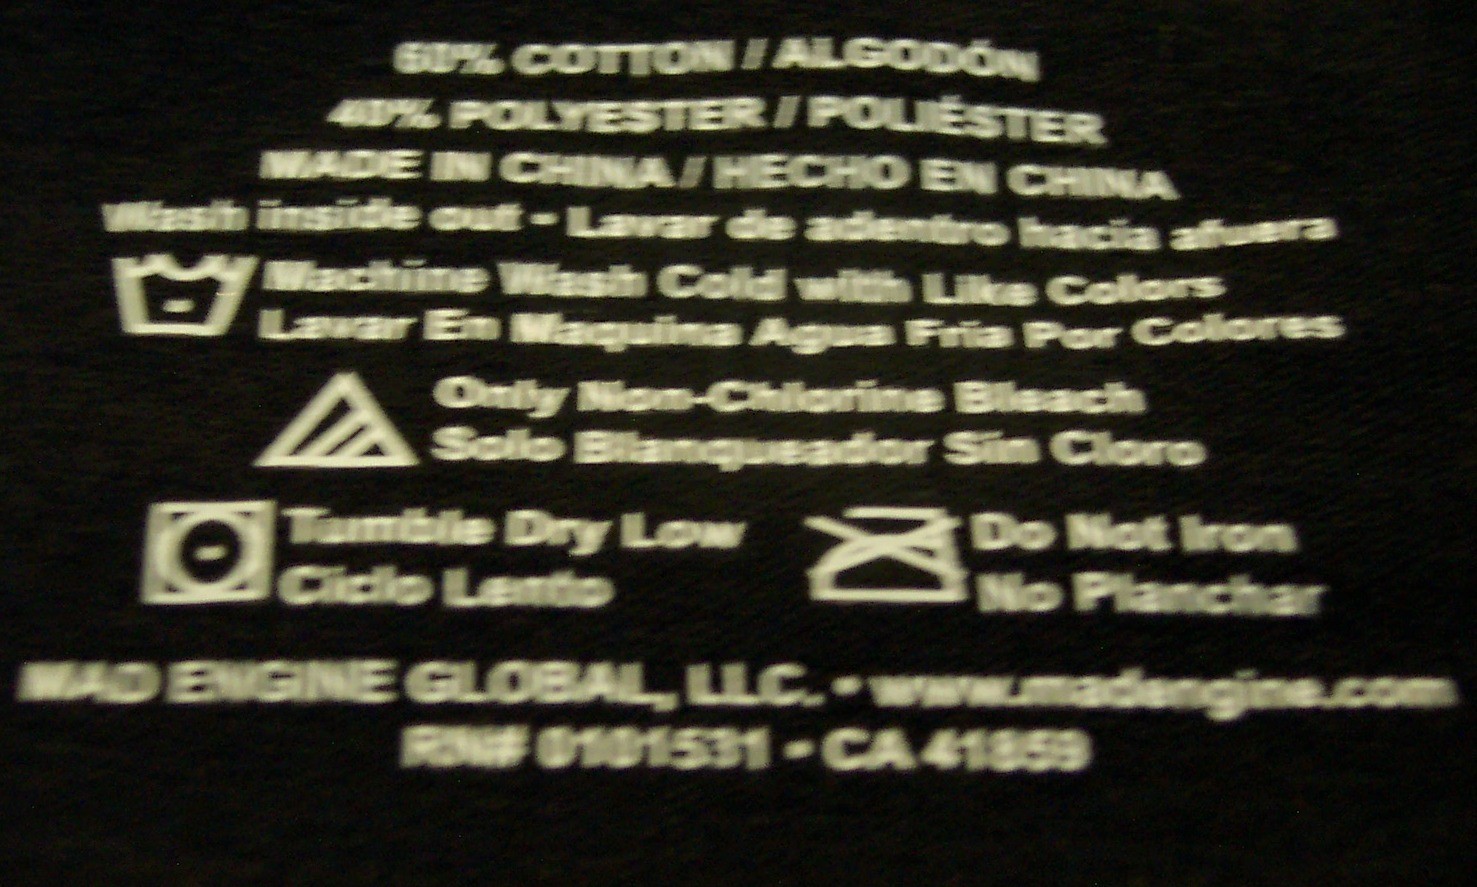 60% COTTON / ALGODÓN
40% POLYESTER / POLIÉSTER
MADE IN CHINA / HECHO EN CHINA
Wash inside out - Lavar de adentro hacia afuera
Machine Wash Cold with Like Colors
Lavar En Maquina Agua Fria Por Colores
Only Non-Chlorine Bleach
Solo Blanqueador Sin Cloro
Tumble Dry Low
Ciclo Lento
Do Not Iron
No Planchar
MAD ENGINE GLOBAL, LLC. • www.madengine.com
RN# 0101531 • CA 41859